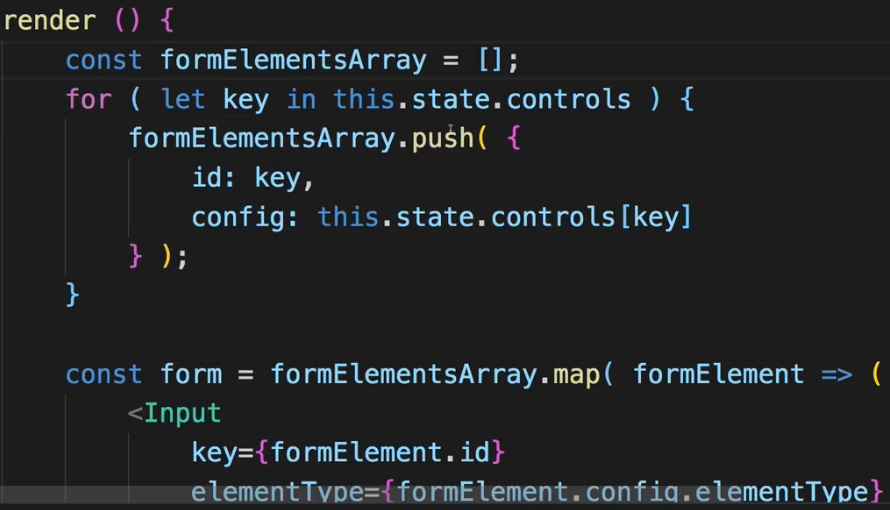 render () {
const formElementsArray = [];
for ( let key in this.state.controls ) {
formElementsArray.push( {
id: key,
config: this.state.controls[key]
} );
}
const form = formElementsArray.map( formElement => (
<Input
key={formElement.id}
elementType={formElement.config.elementType}